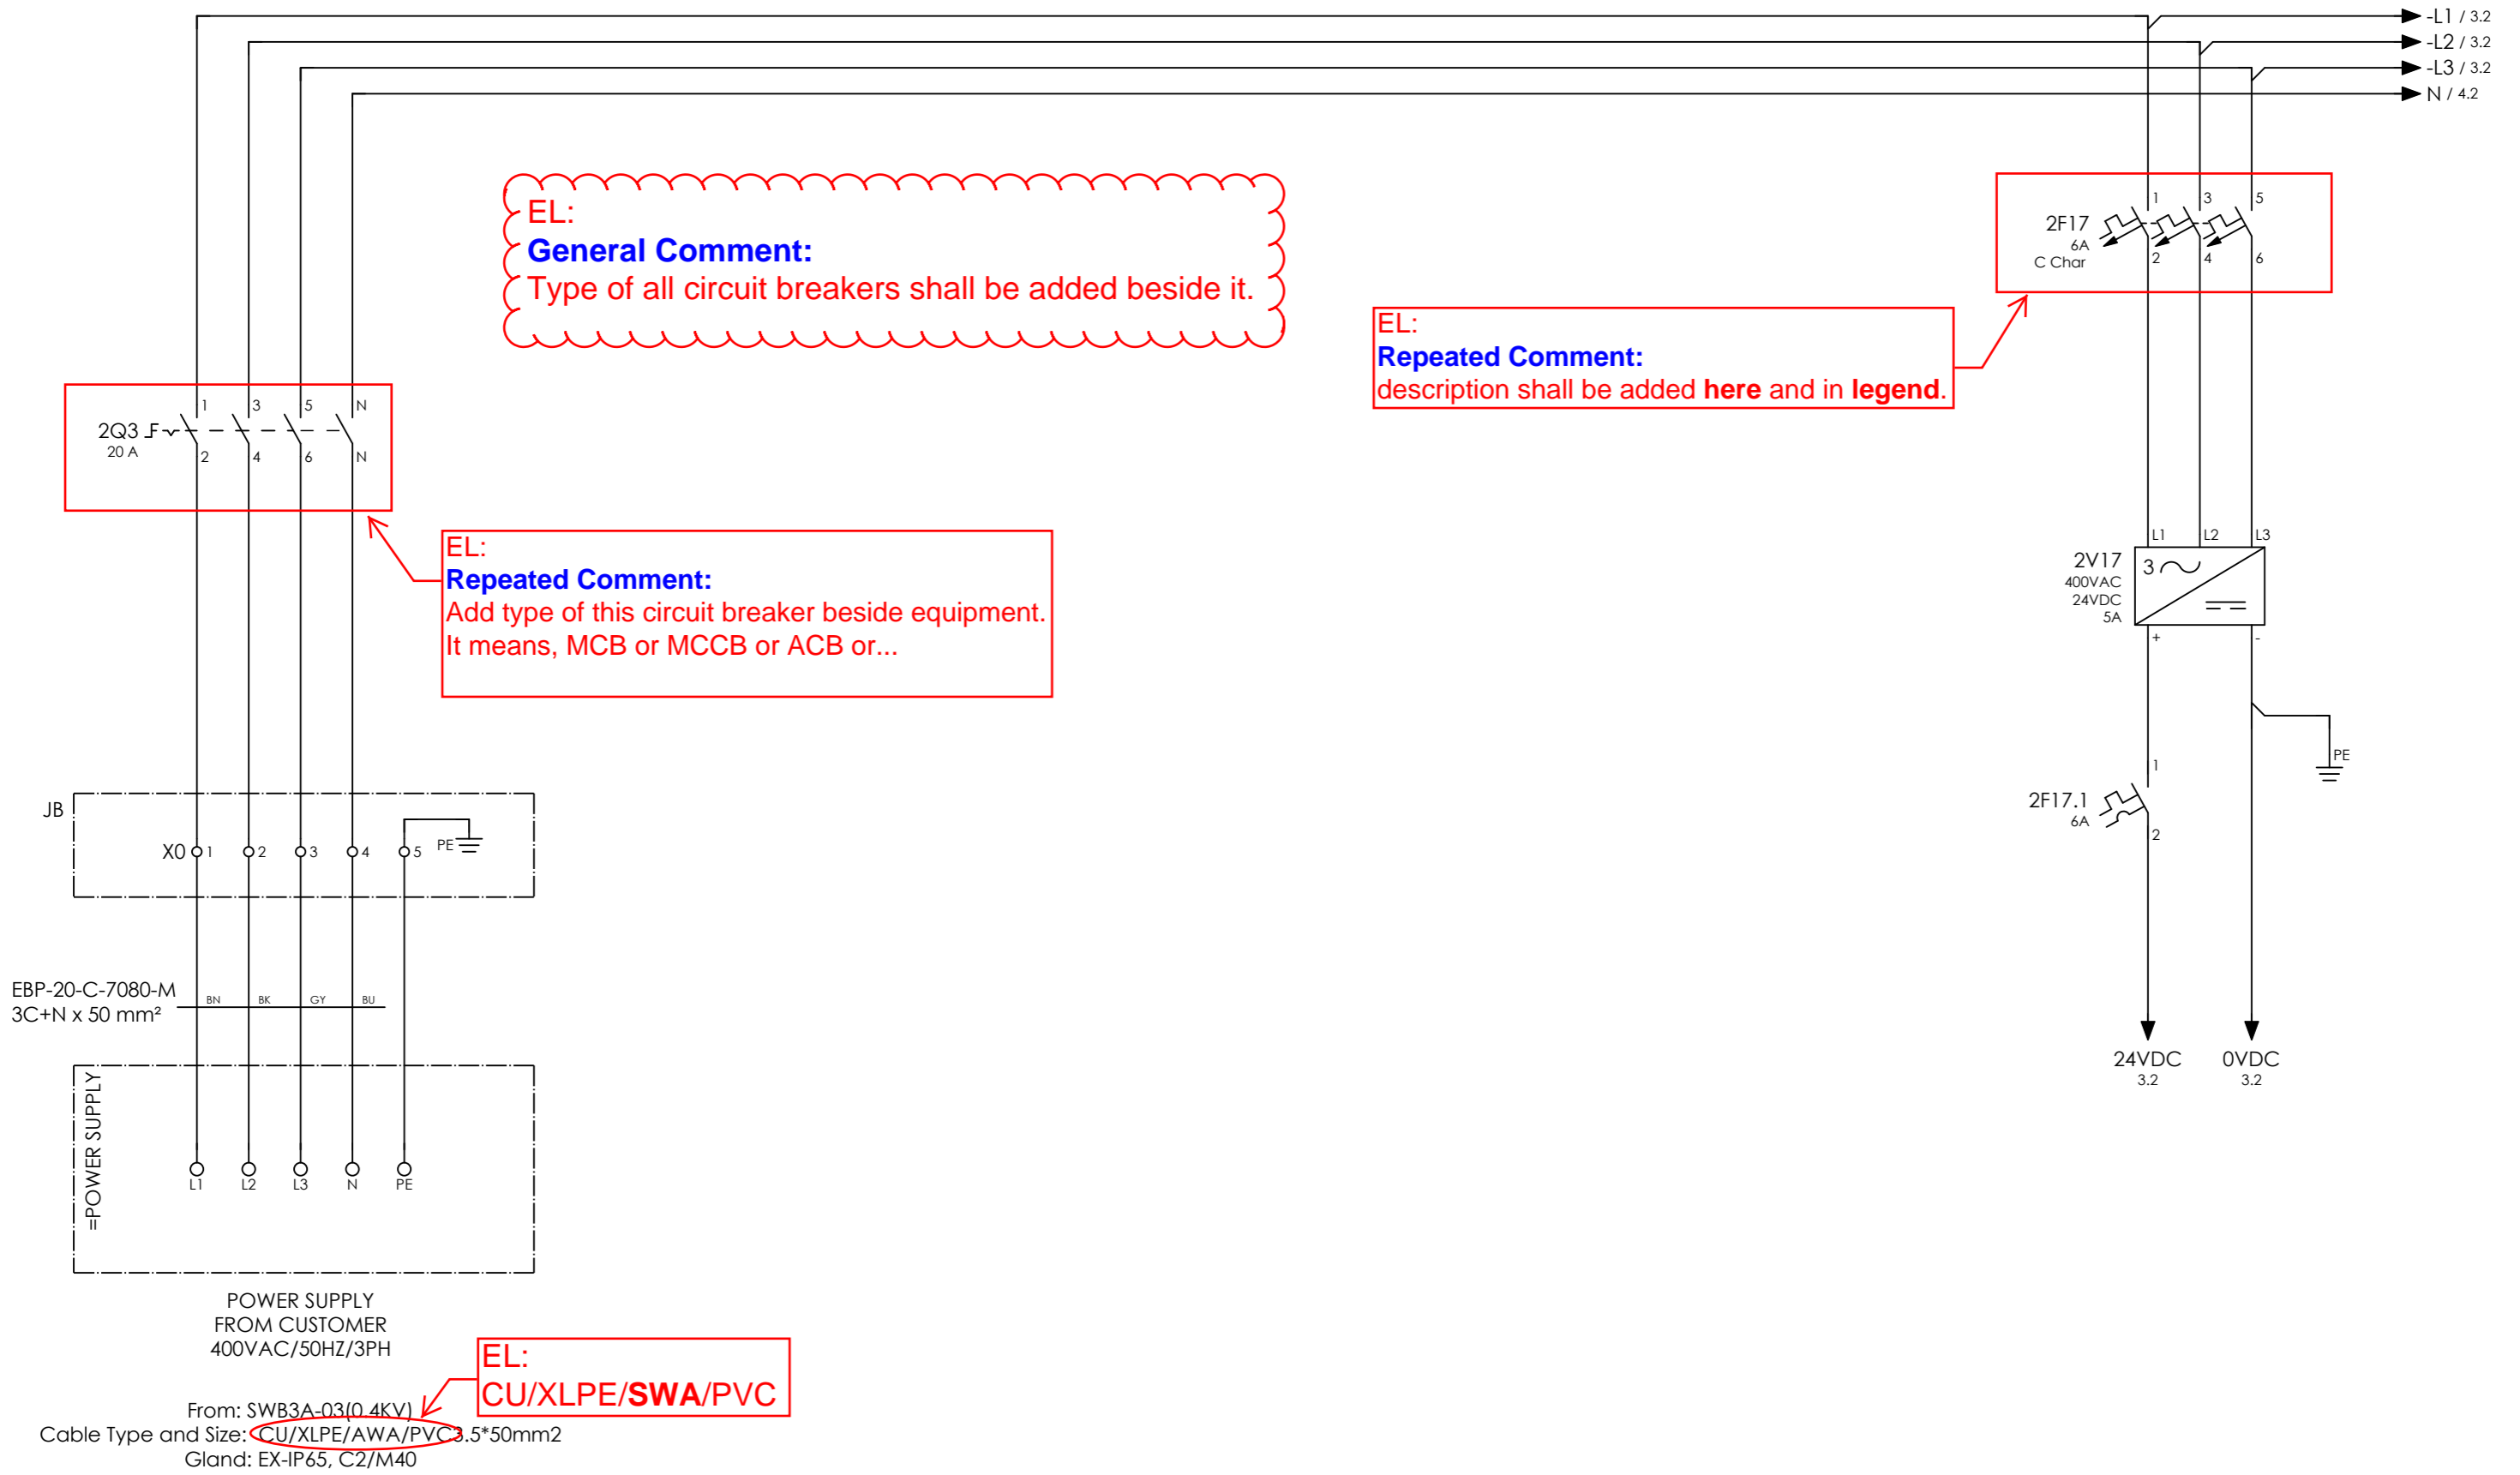 -L1 / 3.2
-L2 / 3.2
-L3 / 3.2
N / 4.2
EL:
General Comment:
Type of all circuit breakers shall be added beside it.
1 3 5
2F17
6A
C Char
2 4 6
EL:
Repeated Comment:
description shall be added here and in legend.
1 3 5 N
2Q3
20 A
2 4 6 N
EL:
Repeated Comment:
Add type of this circuit breaker beside equipment.
It means, MCB or MCCB or ACB or...
L1 L2 L3
2V17
400VAC
24VDC
5A
3
+ -
PE
1
2F17.1
6A
2
JB
X0 1 2 3 4 5 PE
EBP-20-C-7080-M
3C+N x 50 mm²
BN BK GY BU
24VDC 0VDC
3.2 3.2
=POWER SUPPLY
L1 L2 L3 N PE
POWER SUPPLY
FROM CUSTOMER
400VAC/50HZ/3PH
EL:
CU/XLPE/SWA/PVC
From: SWB3A-03(0.4KV)
Cable Type and Size: CU/XLPE/AWA/PVC3.5*50mm2
Gland: EX-IP65, C2/M40